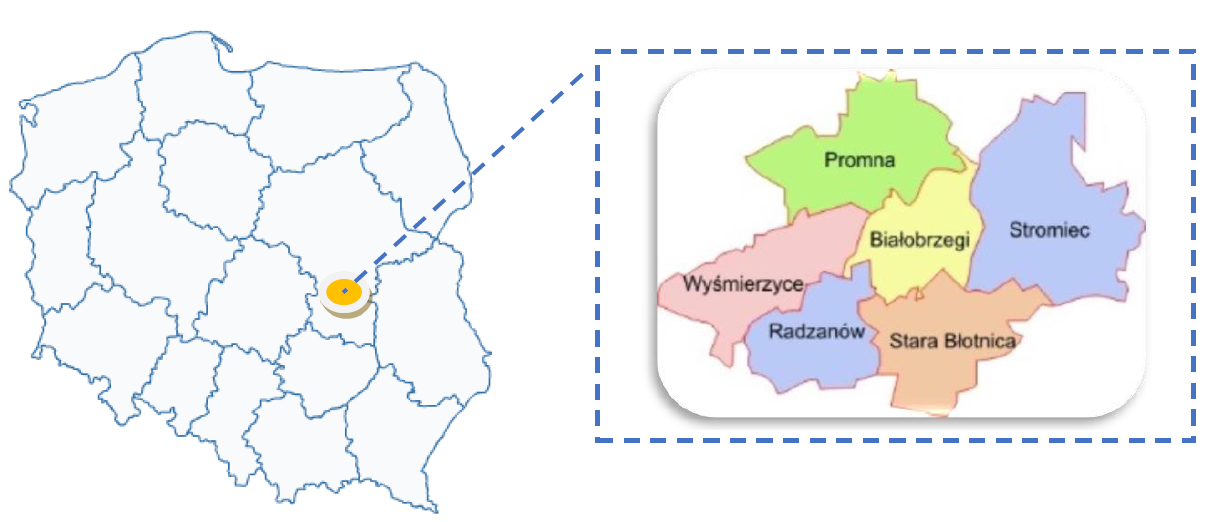 Promna
Białobrzegi
Stromiec
Wyśmierzyce
Radzanów
Stara Błotnica